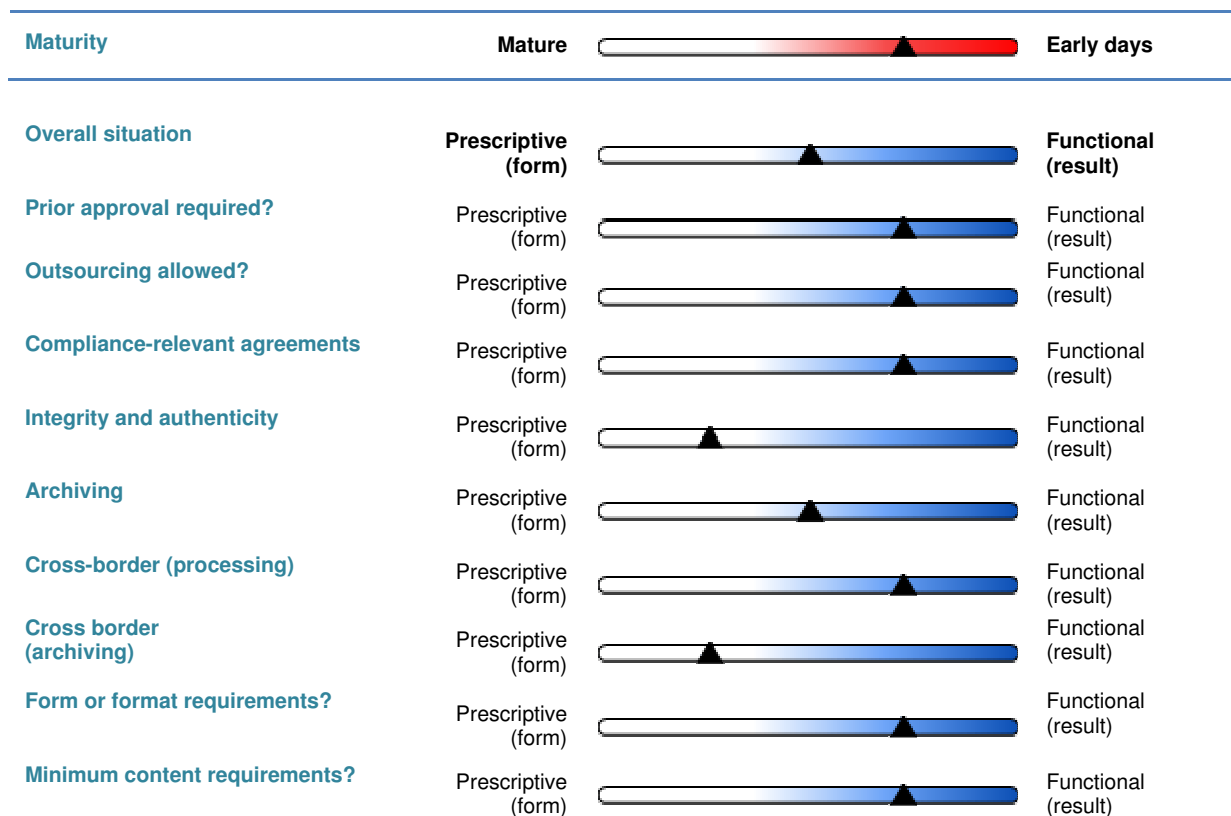 Maturity
Mature
Early days
Overall situation
Prescriptive
(form)
Functional
(result)
Prior approval required?
Prescriptive
(form)
Functional
(result)
Outsourcing allowed?
Prescriptive
(form)
Functional
(result)
Compliance-relevant agreements
Prescriptive
(form)
Functional
(result)
Integrity and authenticity
Prescriptive
(form)
Functional
(result)
Archiving
Prescriptive
(form)
Functional
(result)
Cross-border (processing)
Prescriptive
(form)
Functional
(result)
Cross border
(archiving)
Prescriptive
(form)
Functional
(result)
Form or format requirements?
Prescriptive
(form)
Functional
(result)
Minimum content requirements?
Prescriptive
(form)
Functional
(result)